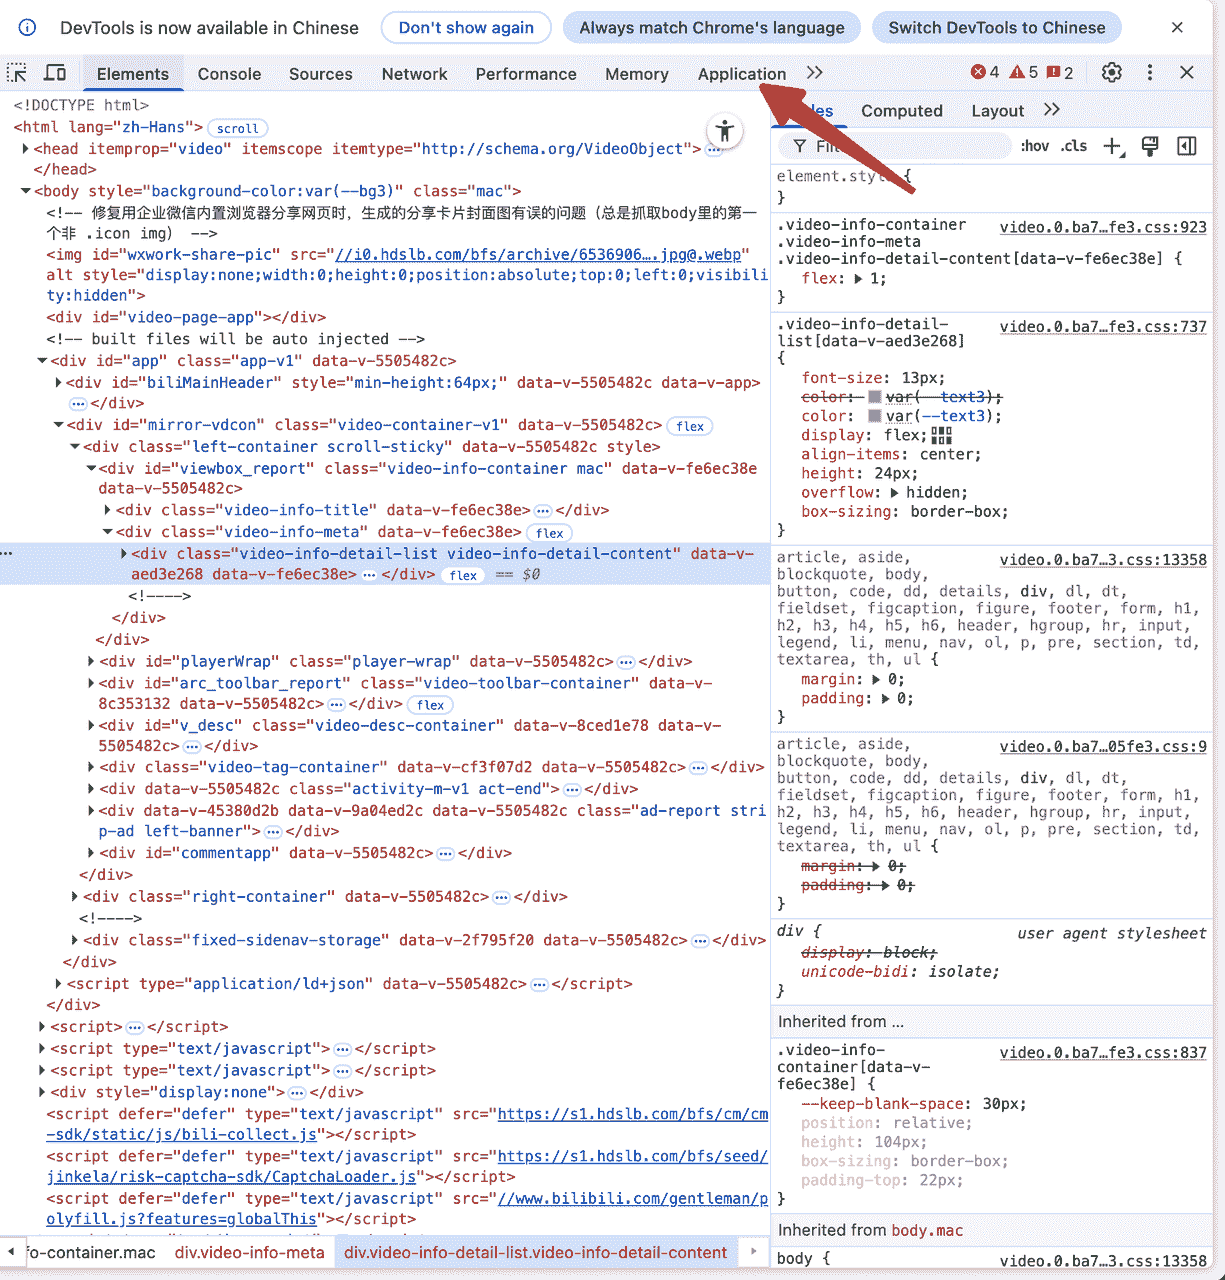 DevTools is now available in Chinese Don't show again Always match Chrome's language Switch DevTools to Chinese
Elements Console Sources Network Performance Memory Application 4 5 2
<!DOCTYPE html>
<html lang="zh-Hans"> scroll
<head itemprop="video" itemscope itemtype="http://schema.org/VideoObject"> …
</head>
<body style="background-color:var(--bg3)" class="mac">
<!-- 修复用企业微信内置浏览器分享网页时，生成的分享卡片封面图有误的问题（总是抓取body里的第一
个非 .icon img） -->
<img id="wxwork-share-pic" src="//i0.hdslb.com/bfs/archive/6536906….jpg@.webp"
alt style="display:none;width:0;height:0;position:absolute;top:0;left:0;visibili
ty:hidden">
<div id="video-page-app"></div>
<!-- built files will be auto injected -->
<div id="app" class="app-v1" data-v-5505482c>
<div id="biliMainHeader" style="min-height:64px;" data-v-5505482c data-v-app>
… </div>
<div id="mirror-vdcon" class="video-container-v1" data-v-5505482c> flex
<div class="left-container scroll-sticky" data-v-5505482c style>
<div id="viewbox_report" class="video-info-container mac" data-v-fe6ec38e
data-v-5505482c>
<div class="video-info-title" data-v-fe6ec38e> … </div>
<div class="video-info-meta" data-v-fe6ec38e> flex
… <div class="video-info-detail-list video-info-detail-content" data-v-
aed3e268 data-v-fe6ec38e> … </div> flex == $0
<!---->
</div>
</div>
<div id="playerWrap" class="player-wrap" data-v-5505482c> … </div>
<div id="arc_toolbar_report" class="video-toolbar-container" data-v-
8c353132 data-v-5505482c> … </div> flex
<div id="v_desc" class="video-desc-container" data-v-8ced1e78 data-v-
5505482c> … </div>
<div class="video-tag-container" data-v-cf3f07d2 data-v-5505482c> … </div>
<div data-v-5505482c class="activity-m-v1 act-end"> … </div>
<div data-v-45380d2b data-v-9a04ed2c data-v-5505482c class="ad-report stri
p-ad left-banner"> … </div>
<div id="commentapp" data-v-5505482c> … </div>
</div>
<div class="right-container" data-v-5505482c> … </div>
<!---->
<div class="fixed-sidenav-storage" data-v-2f795f20 data-v-5505482c> … </div>
</div>
<script type="application/ld+json" data-v-5505482c> … </script>
</div>
<script> … </script>
<script type="text/javascript"> … </script>
<script type="text/javascript"> … </script>
<div style="display:none"> … </div>
<script defer="defer" type="text/javascript" src="https://s1.hdslb.com/bfs/cm/cm
-sdk/static/js/bili-collect.js"></script>
<script defer="defer" type="text/javascript" src="https://s1.hdslb.com/bfs/seed/
jinkela/risk-captcha-sdk/CaptchaLoader.js"></script>
<script defer="defer" type="text/javascript" src="//www.bilibili.com/gentleman/p
olyfill.js?features=globalThis"></script>
fo-container.mac div.video-info-meta div.video-info-detail-list.video-info-detail-content
Computed Layout
:hov .cls
element.sty {
}
.video-info-container video.0.ba7…fe3.css:923
.video-info-meta
.video-info-detail-content[data-v-fe6ec38e] {
flex: 1;
}
.video-info-detail- video.0.ba7…fe3.css:737
list[data-v-aed3e268]
{
font-size: 13px;
color: var(--text3);
color: var(--text3);
display: flex;
align-items: center;
height: 24px;
overflow: hidden;
box-sizing: border-box;
}
article, aside, video.0.ba7…3.css:13358
blockquote, body,
button, code, dd, details, div, dl, dt,
fieldset, figcaption, figure, footer, form, h1,
h2, h3, h4, h5, h6, header, hgroup, hr, input,
legend, li, menu, nav, ol, p, pre, section, td,
textarea, th, ul {
margin: 0;
padding: 0;
}
article, aside, video.0.ba7…05fe3.css:9
blockquote, body,
button, code, dd, details, div, dl, dt,
fieldset, figcaption, figure, footer, form, h1,
h2, h3, h4, h5, h6, header, hgroup, hr, input,
legend, li, menu, nav, ol, p, pre, section, td,
textarea, th, ul {
margin: 0;
padding: 0;
}
div { user agent stylesheet
display: block;
unicode-bidi: isolate;
}
Inherited from ...
.video-info- video.0.ba7…fe3.css:837
container[data-v-
fe6ec38e] {
--keep-blank-space: 30px;
position: relative;
height: 104px;
box-sizing: border-box;
padding-top: 22px;
}
Inherited from body.mac
body { video.0.ba7…3.css:13358